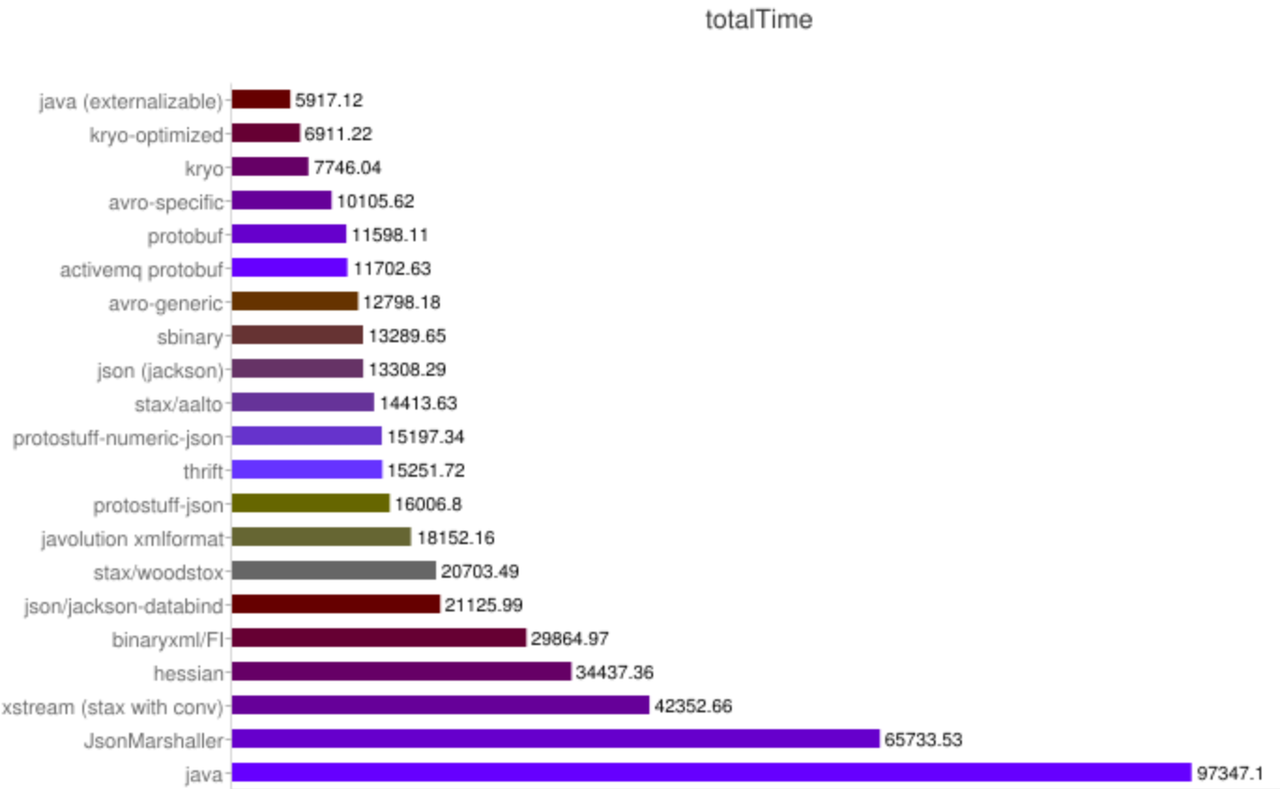 totalTime
java (externalizable) 5917.12
kryo-optimized 6911.22
kryo 7746.04
avro-specific 10105.62
protobuf 11598.11
activemq protobuf 11702.63
avro-generic 12798.18
sbinary 13289.65
json (jackson) 13308.29
stax/aalto 14413.63
protostuff-numeric-json 15197.34
thrift 15251.72
protostuff-json 16006.8
javolution xmlformat 18152.16
stax/woodstox 20703.49
json/jackson-databind 21125.99
binaryxml/FI 29864.97
hessian 34437.36
xstream (stax with conv) 42352.66
JsonMarshaller 65733.53
java 97347.1